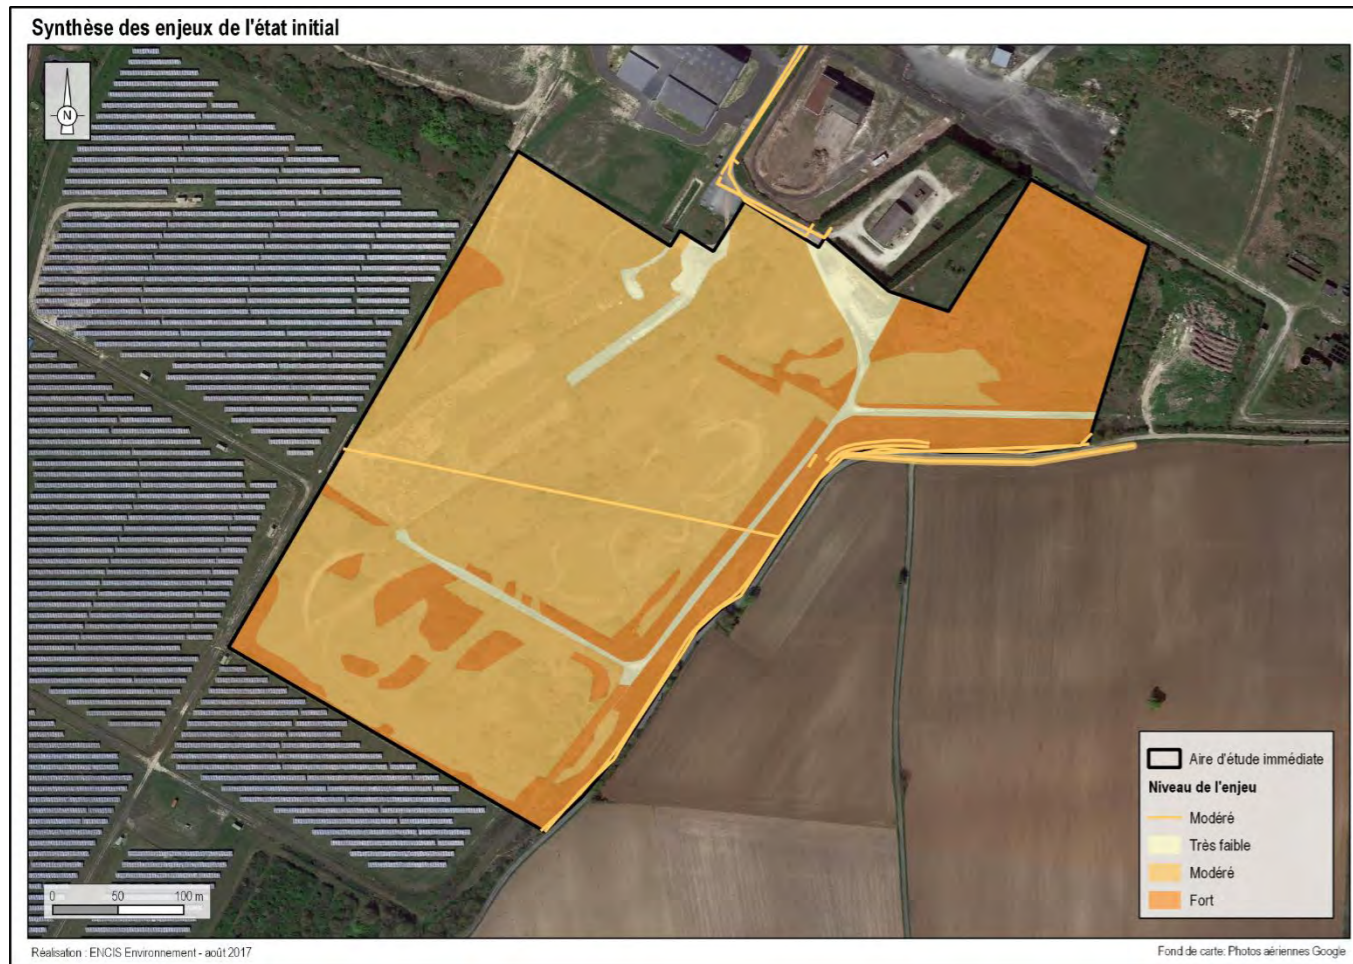 Synthèse des enjeux de l'état initial
N
Aire d'étude immédiate
Niveau de l'enjeu
Modéré
Très faible
Modéré
Fort
0 50 100 m
Réalisation : ENCIS Environnement - août 2017
Fond de carte: Photos aériennes Google